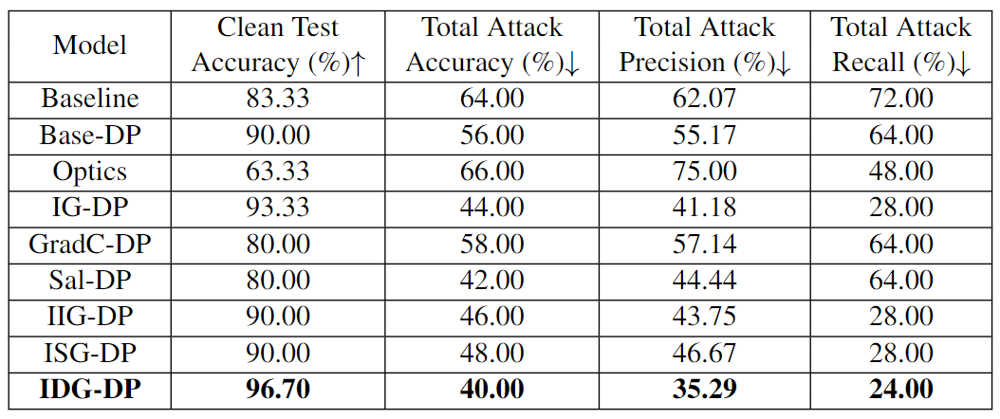 Model Clean Test Accuracy (%)↑ Total Attack Accuracy (%)↓ Total Attack Precision (%)↓ Total Attack Recall (%)↓
Baseline 83.33 64.00 62.07 72.00
Base-DP 90.00 56.00 55.17 64.00
Optics 63.33 66.00 75.00 48.00
IG-DP 93.33 44.00 41.18 28.00
GradC-DP 80.00 58.00 57.14 64.00
Sal-DP 80.00 42.00 44.44 64.00
IIG-DP 90.00 46.00 43.75 28.00
ISG-DP 90.00 48.00 46.67 28.00
IDG-DP 96.70 40.00 35.29 24.00